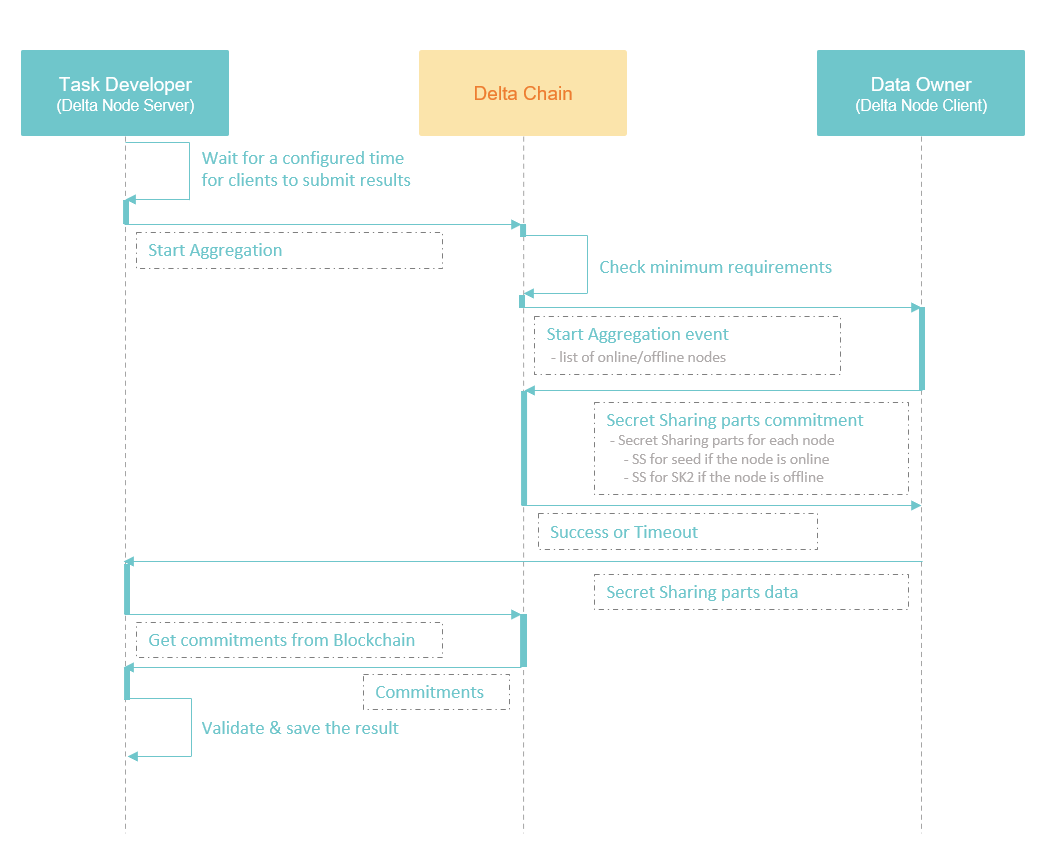 Task Developer
(Delta Node Server)
Delta Chain
Data Owner
(Delta Node Client)
Wait for a configured time
for clients to submit results
Start Aggregation
Check minimum requirements
Start Aggregation event
- list of online/offline nodes
Secret Sharing parts commitment
- Secret Sharing parts for each node
- SS for seed if the node is online
- SS for SK2 if the node is offline
Success or Timeout
Secret Sharing parts data
Get commitments from Blockchain
Commitments
Validate & save the result